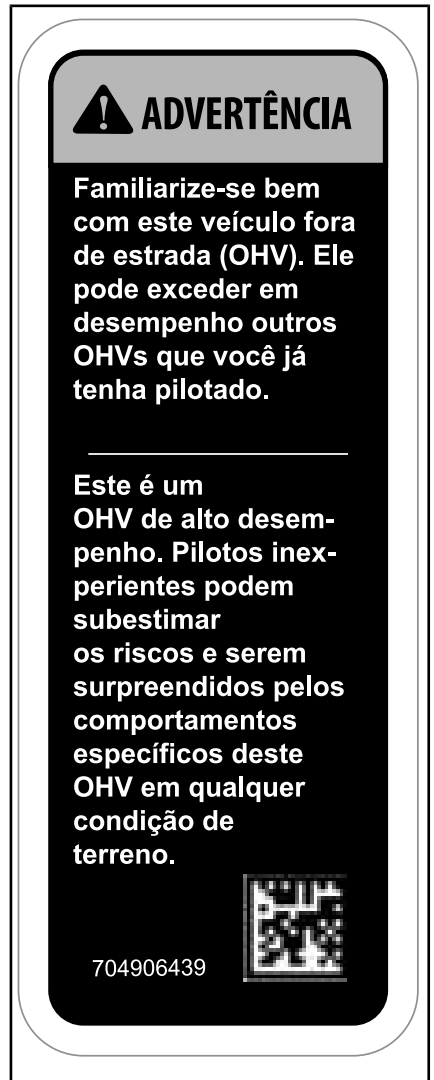 ADVERTÊNCIA
Familiarize-se bem
com este veículo fora
de estrada (OHV). Ele
pode exceder em
desempenho outros
OHVs que você já
tenha pilotado.
Este é um
OHV de alto desem-
penho. Pilotos inex-
perientes podem
subestimar
os riscos e serem
surpreendidos pelos
comportamentos
específicos deste
OHV em qualquer
condição de
terreno.
704906439